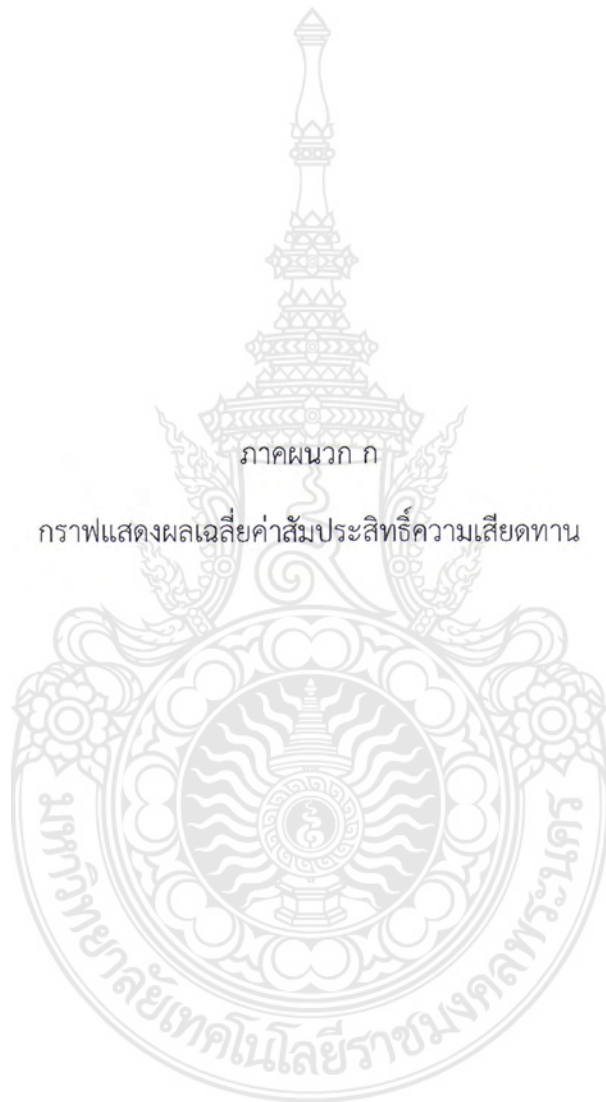 ภาคผนวก ก
กราฟแสดงผลเฉลี่ยค่าสัมประสิทธิ์ความเสียดทาน
มหาวิทยาลัยเทคโนโลยีราชมงคลพระนคร